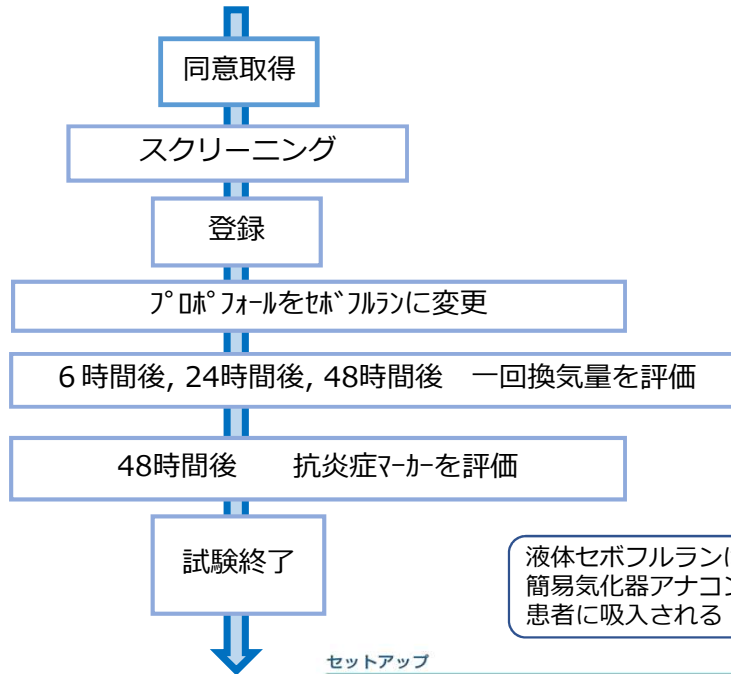 同意取得
スクリーニング
登録
プロポフォールをセボフルランに変更
6時間後, 24時間後, 48時間後　一回換気量を評価
48時間後　　抗炎症マーカーを評価
試験終了
液体セボフルラン
簡易気化器アナコン
患者に吸入される
セットアップ